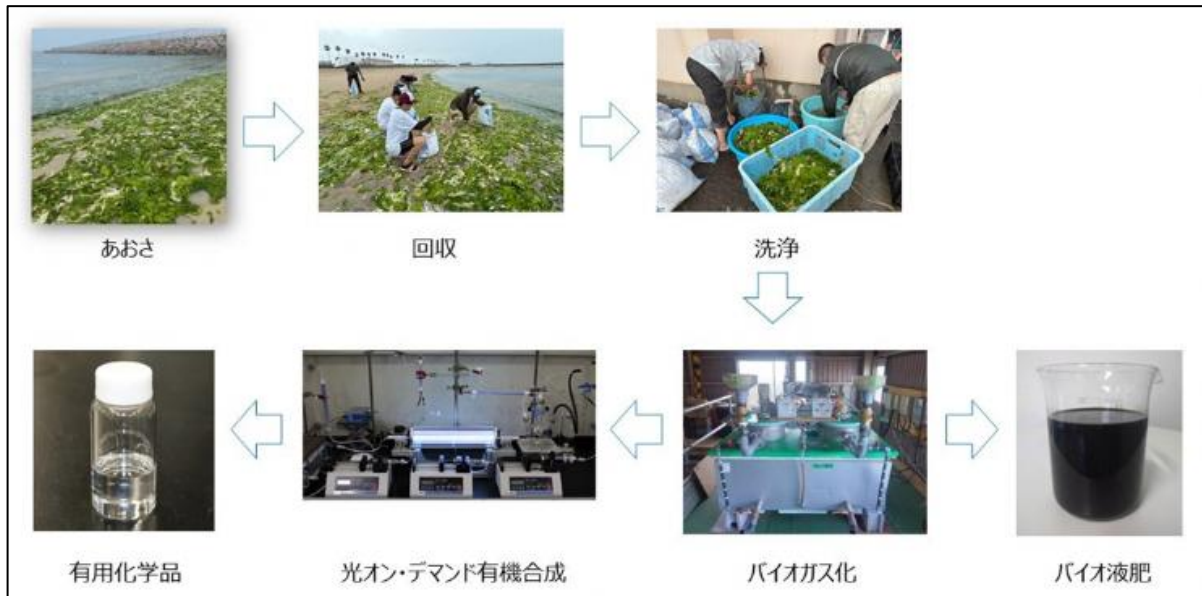 あおさ
回収
洗浄
有用化学品
光オン・デマンド有機合成
バイオガス化
バイオ液肥